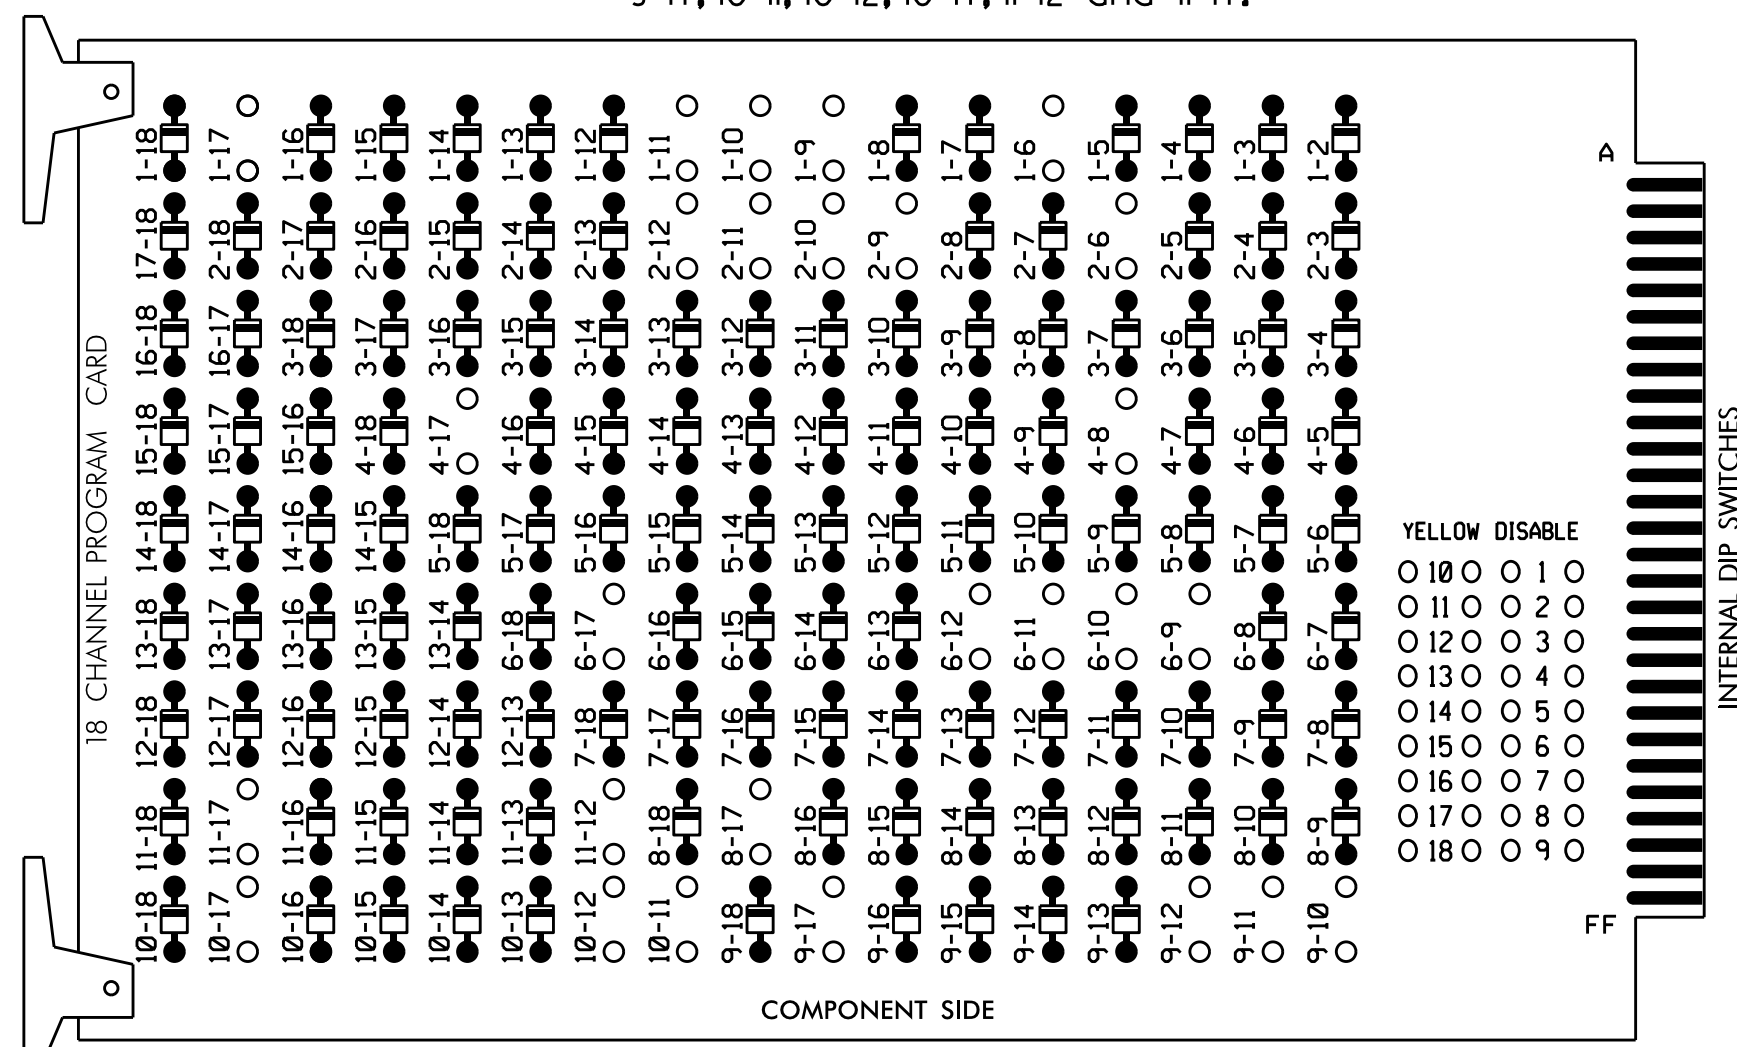 9-17, 10-11, 10-12, 10-17, 11-12 and 11-17.
1-18 1-17 1-16 1-15 1-14 1-13 1-12 1-11 1-10 1-9 1-8 1-7 1-6 1-5 1-4 1-3 1-2
A
17-18 2-18 2-17 2-16 2-15 2-14 2-13 2-12 2-11 2-10 2-9 2-8 2-7 2-6 2-5 2-4 2-3
16-18 16-17 3-18 3-17 3-16 3-15 3-14 3-13 3-12 3-11 3-10 3-9 3-8 3-7 3-6 3-5 3-4
15-18 15-17 15-16 4-18 4-17 4-16 4-15 4-14 4-13 4-12 4-11 4-10 4-9 4-8 4-7 4-6 4-5
14-18 14-17 14-16 14-15 5-18 5-17 5-16 5-15 5-14 5-13 5-12 5-11 5-10 5-9 5-8 5-7 5-6
13-18 13-17 13-16 13-15 13-14 6-18 6-17 6-16 6-15 6-14 6-13 6-12 6-11 6-10 6-9 6-8 6-7
12-18 12-17 12-16 12-15 12-14 12-13 7-18 7-17 7-16 7-15 7-14 7-13 7-12 7-11 7-10 7-9 7-8
11-18 11-17 11-16 11-15 11-14 11-13 11-12 8-18 8-17 8-16 8-15 8-14 8-13 8-12 8-11 8-10 8-9
10-18 10-17 10-16 10-15 10-14 10-13 10-12 10-11 9-18 9-17 9-16 9-15 9-14 9-13 9-12 9-11 9-10
18 CHANNEL PROGRAM CARD
YELLOW DISABLE
10 1
11 2
12 3
13 4
14 5
15 6
16 7
17 8
18 9
FF
COMPONENT SIDE
INTERNAL DIP SWITCHES